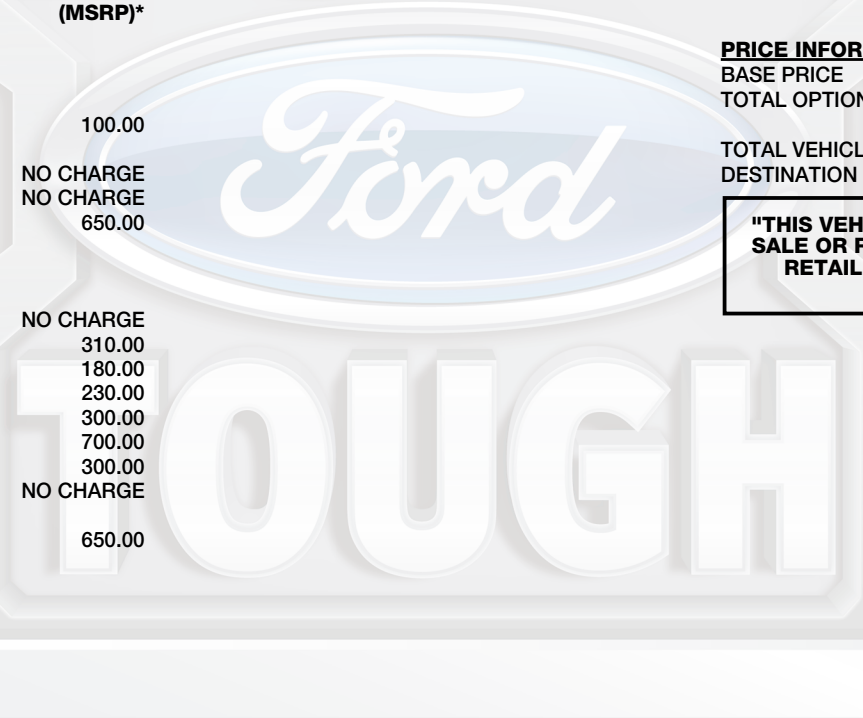 (MSRP)*
100.00
NO CHARGE
NO CHARGE
650.00
NO CHARGE
310.00
180.00
230.00
300.00
700.00
300.00
NO CHARGE
650.00
PRICE INFOR
BASE PRICE
TOTAL OPTION
TOTAL VEHICL
DESTINATION
"THIS VEH
SALE OR F
RETAIL
Ford
TOUGH